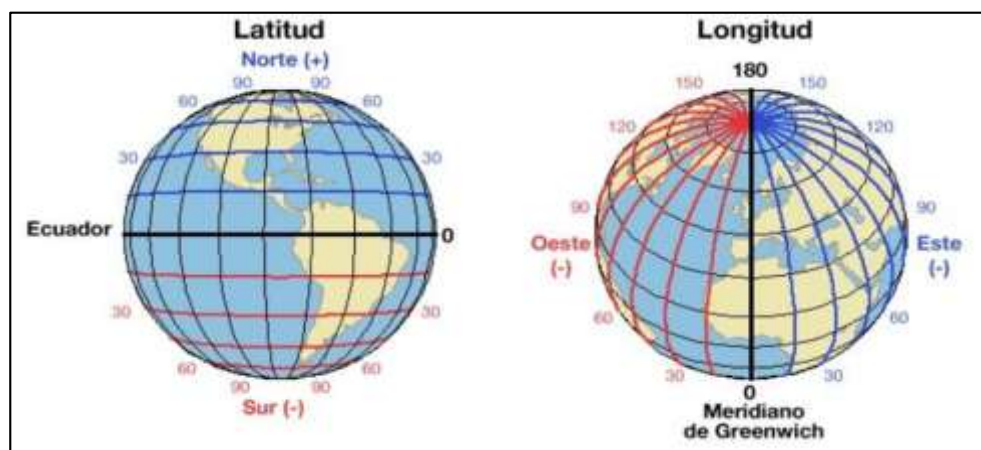 Latitud
Norte (+)
90 90
60 60
30 30
Ecuador 0
30 30
60 60
90 90
Sur (-)
Longitud
180
150 150
120 120
90 90
Oeste Este
(-) (-)
60 60
30 30
0
Meridiano
de Greenwich